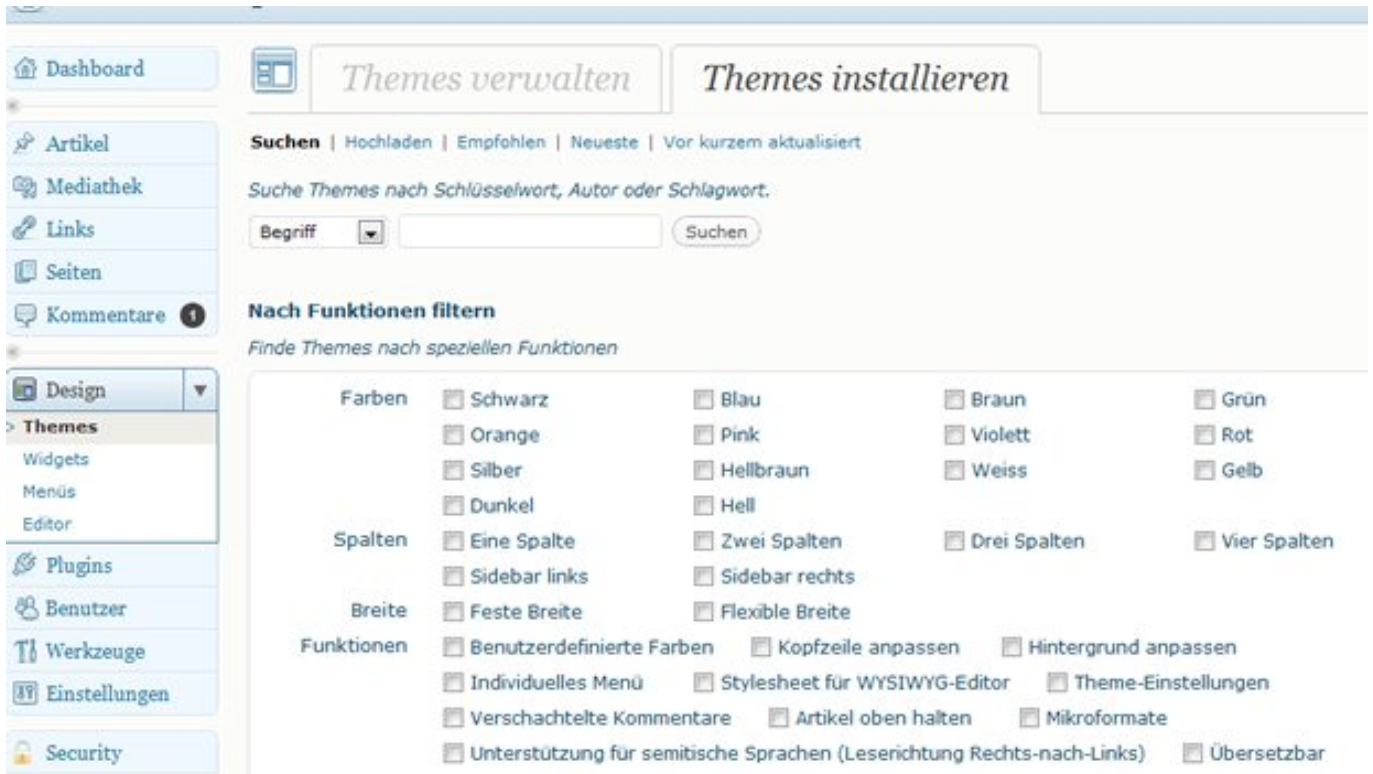 Dashboard
Artikel
Mediathek
Links
Seiten
Kommentare 1
Design
Themes
Widgets
Menüs
Editor
Plugins
Benutzer
Werkzeuge
Einstellungen
Security
Themes verwalten Themes installieren
Suchen | Hochladen | Empfohlen | Neueste | Vor kurzem aktualisiert
Suche Themes nach Schlüsselwort, Autor oder Schlagwort.
Begriff Suchen
Nach Funktionen filtern
Finde Themes nach speziellen Funktionen
Farben Schwarz Blau Braun Grün
Orange Pink Violett Rot
Silber Hellbraun Weiss Gelb
Dunkel Hell
Spalten Eine Spalte Zwei Spalten Drei Spalten Vier Spalten
Sidebar links Sidebar rechts
Breite Feste Breite Flexible Breite
Funktionen Benutzerdefinierte Farben Kopfzeile anpassen Hintergrund anpassen
Individuelles Menü Stylesheet für WYSIWYG-Editor Theme-Einstellungen
Verschachtelte Kommentare Artikel oben halten Mikroformate
Unterstützung für semitische Sprachen (Leserichtung Rechts-nach-Links) Übersetzbar